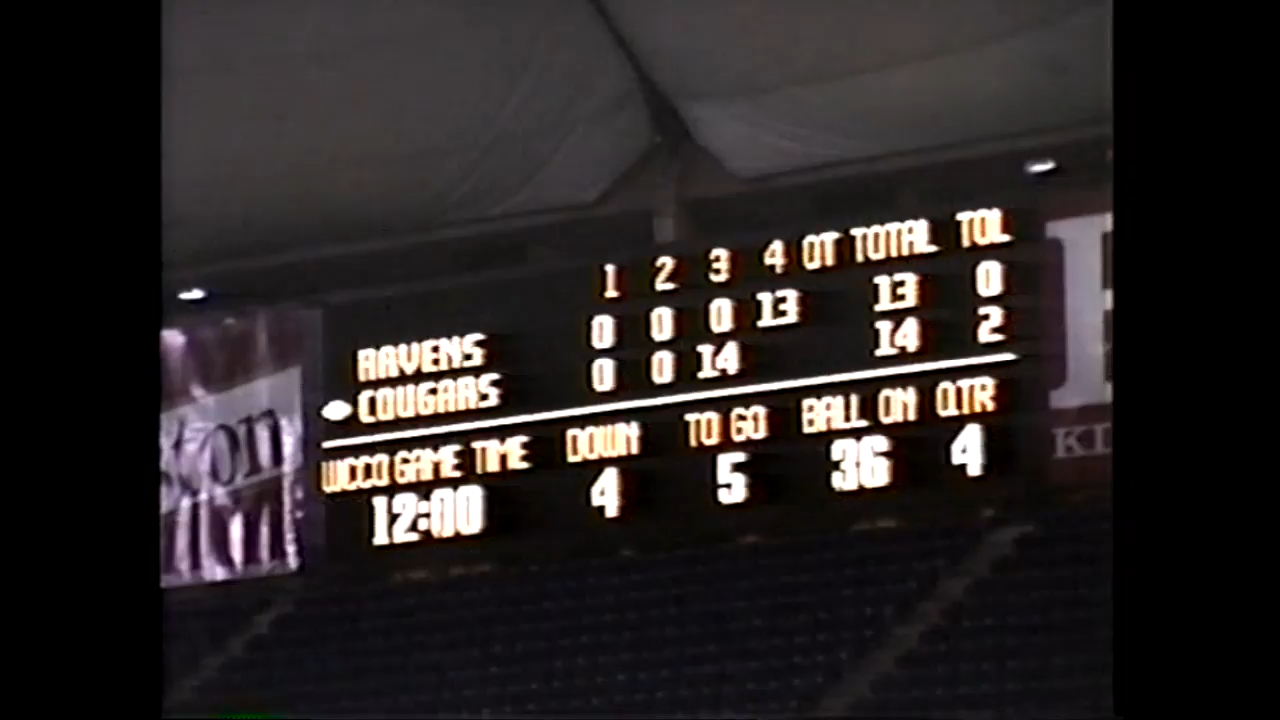 1 2 3 4 OT TOTAL TOL
RAVENS 0 0 0 13 13 0
COUGARS 0 0 14 14 2
WCCO GAME TIME DOWN TO GO BALL ON QTR
12:00 4 5 36 4